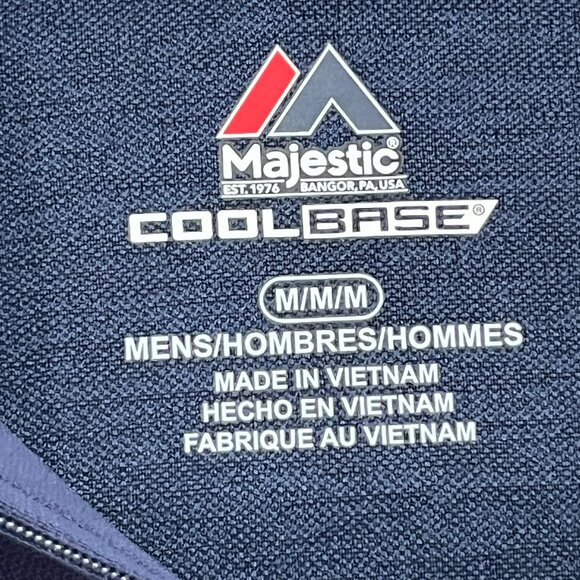 Majestic®
EST. 1976 BANGOR, PA, USA
COOLBASE®
M/M/M
MENS/HOMBRES/HOMMES
MADE IN VIETNAM
HECHO EN VIETNAM
FABRIQUE AU VIETNAM